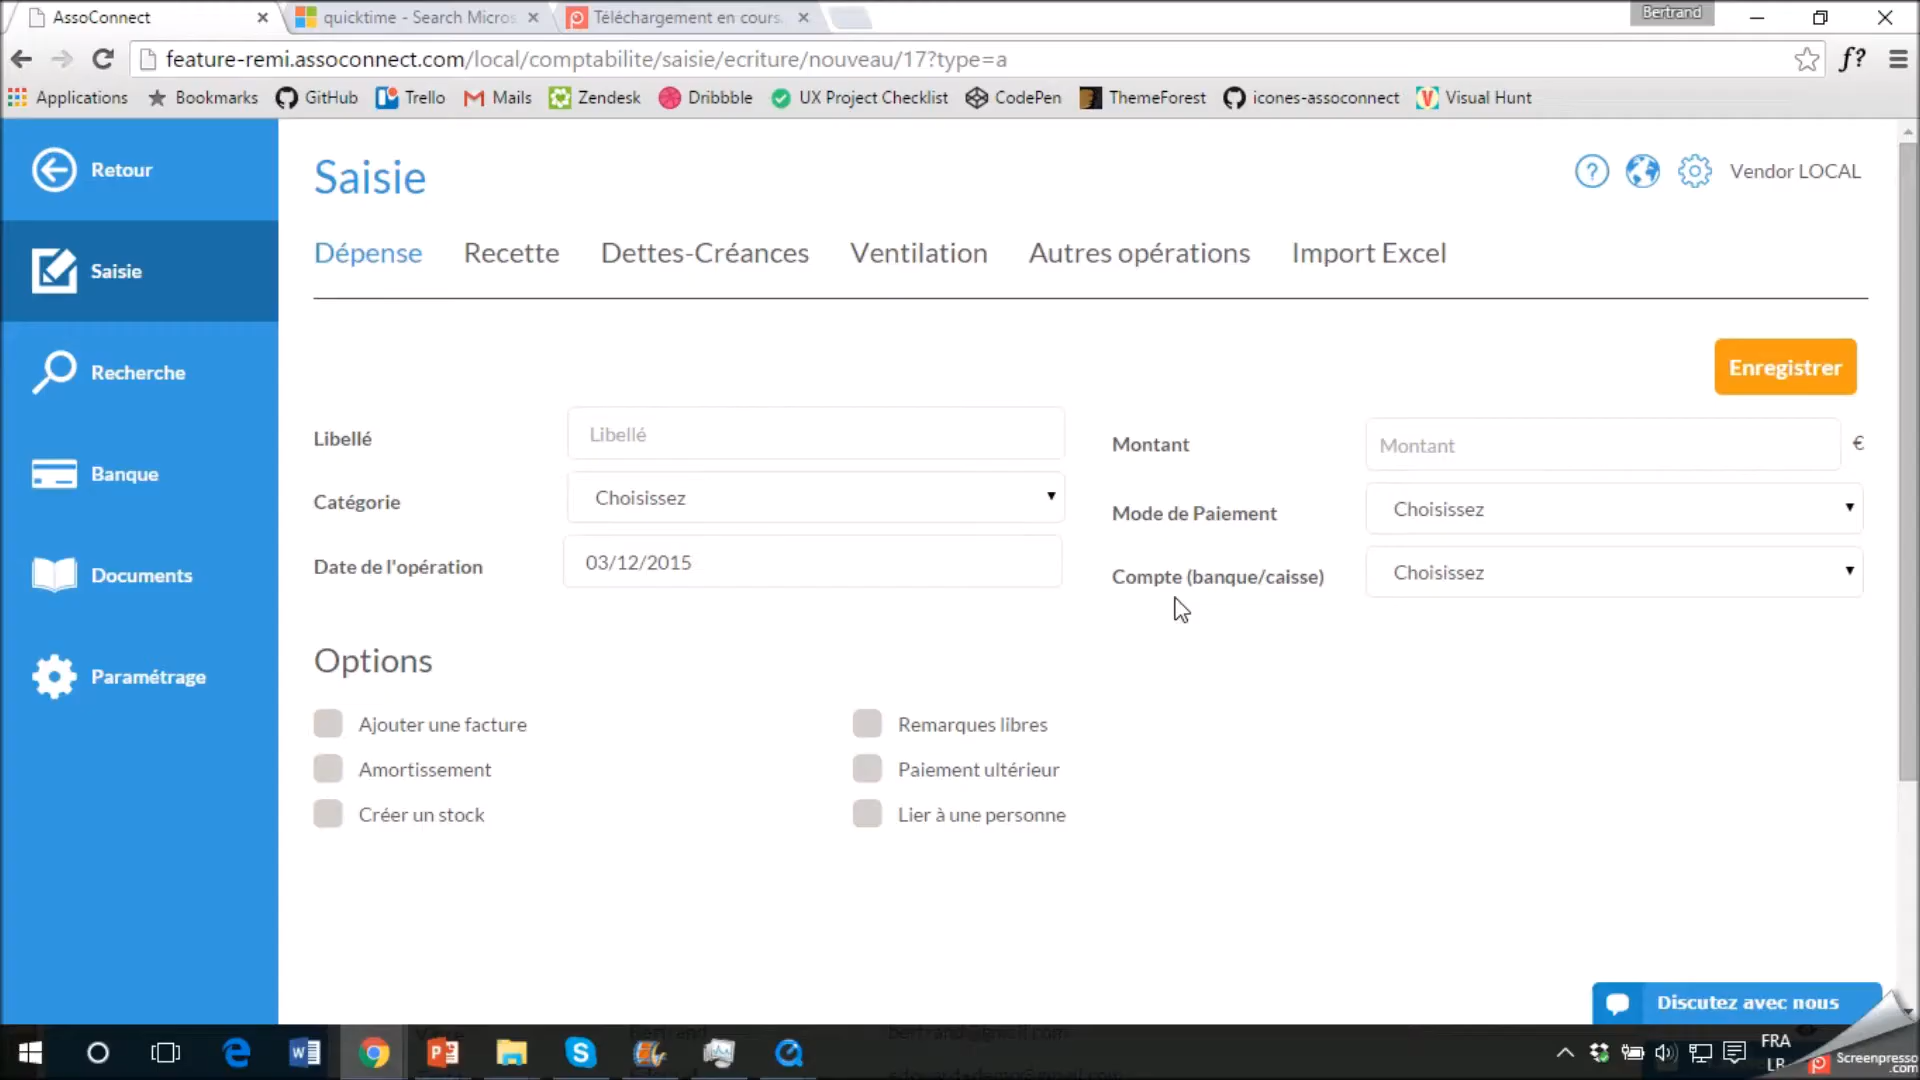 AssoConnect
quicktime - Search Micros
Téléchargement en cours.
Bertrand
feature-remi.assoconnect.com/local/comptabilite/saisie/ecriture/nouveau/17?type=a
f?
Applications Bookmarks GitHub Trello Mails Zendesk Dribbble UX Project Checklist CodePen ThemeForest icones-assoconnect Visual Hunt
Retour
Saisie
Recherche
Banque
Documents
Paramétrage
Saisie
? Vendor LOCAL
Dépense Recette Dettes-Créances Ventilation Autres opérations Import Excel
Enregistrer
Libellé Libellé
Montant Montant €
Catégorie Choisissez
Mode de Paiement Choisissez
Date de l'opération 03/12/2015
Compte (banque/caisse) Choisissez
Options
Ajouter une facture Remarques libres
Amortissement Paiement ultérieur
Créer un stock Lier à une personne
Discutez avec nous
FRA
Screenpresso
.com